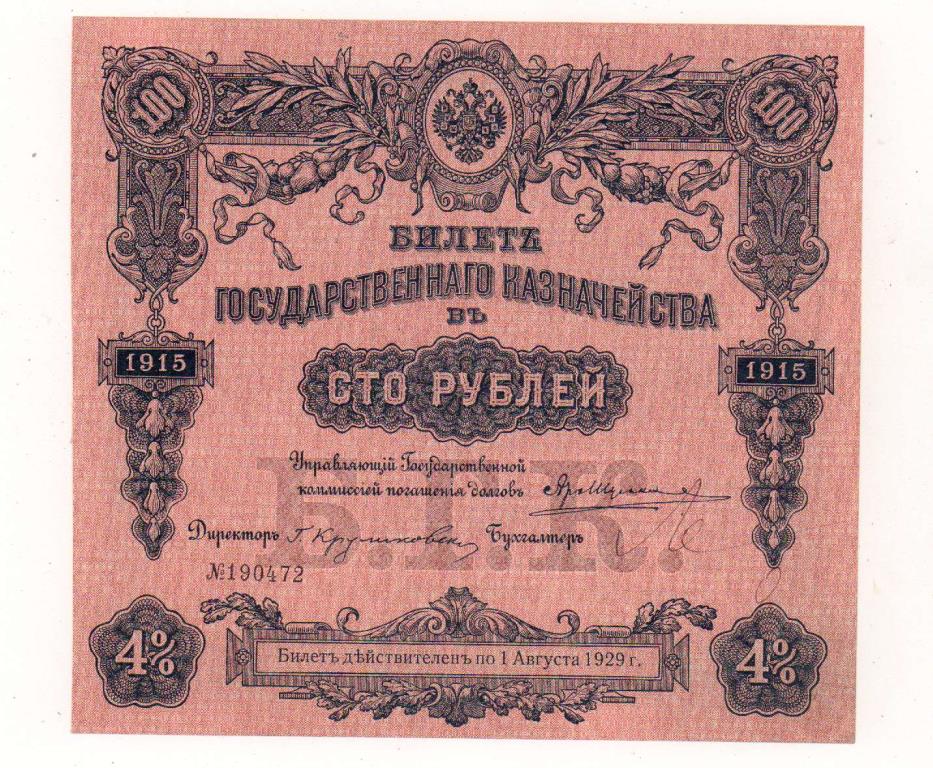 100 100
БИЛЕТЪ
ГОСУДАРСТВЕННАГО КАЗНАЧЕЙСТВА
ВЪ
1915 1915
СТО РУБЛЕЙ
Управляющій Государственной
коммиссіей погашенія долговъ
Б.Г.К.
Директоръ Бухгалтеръ
№190472
4% 4%
Билетъ дѣйствителенъ по 1 Августа 1929 г.